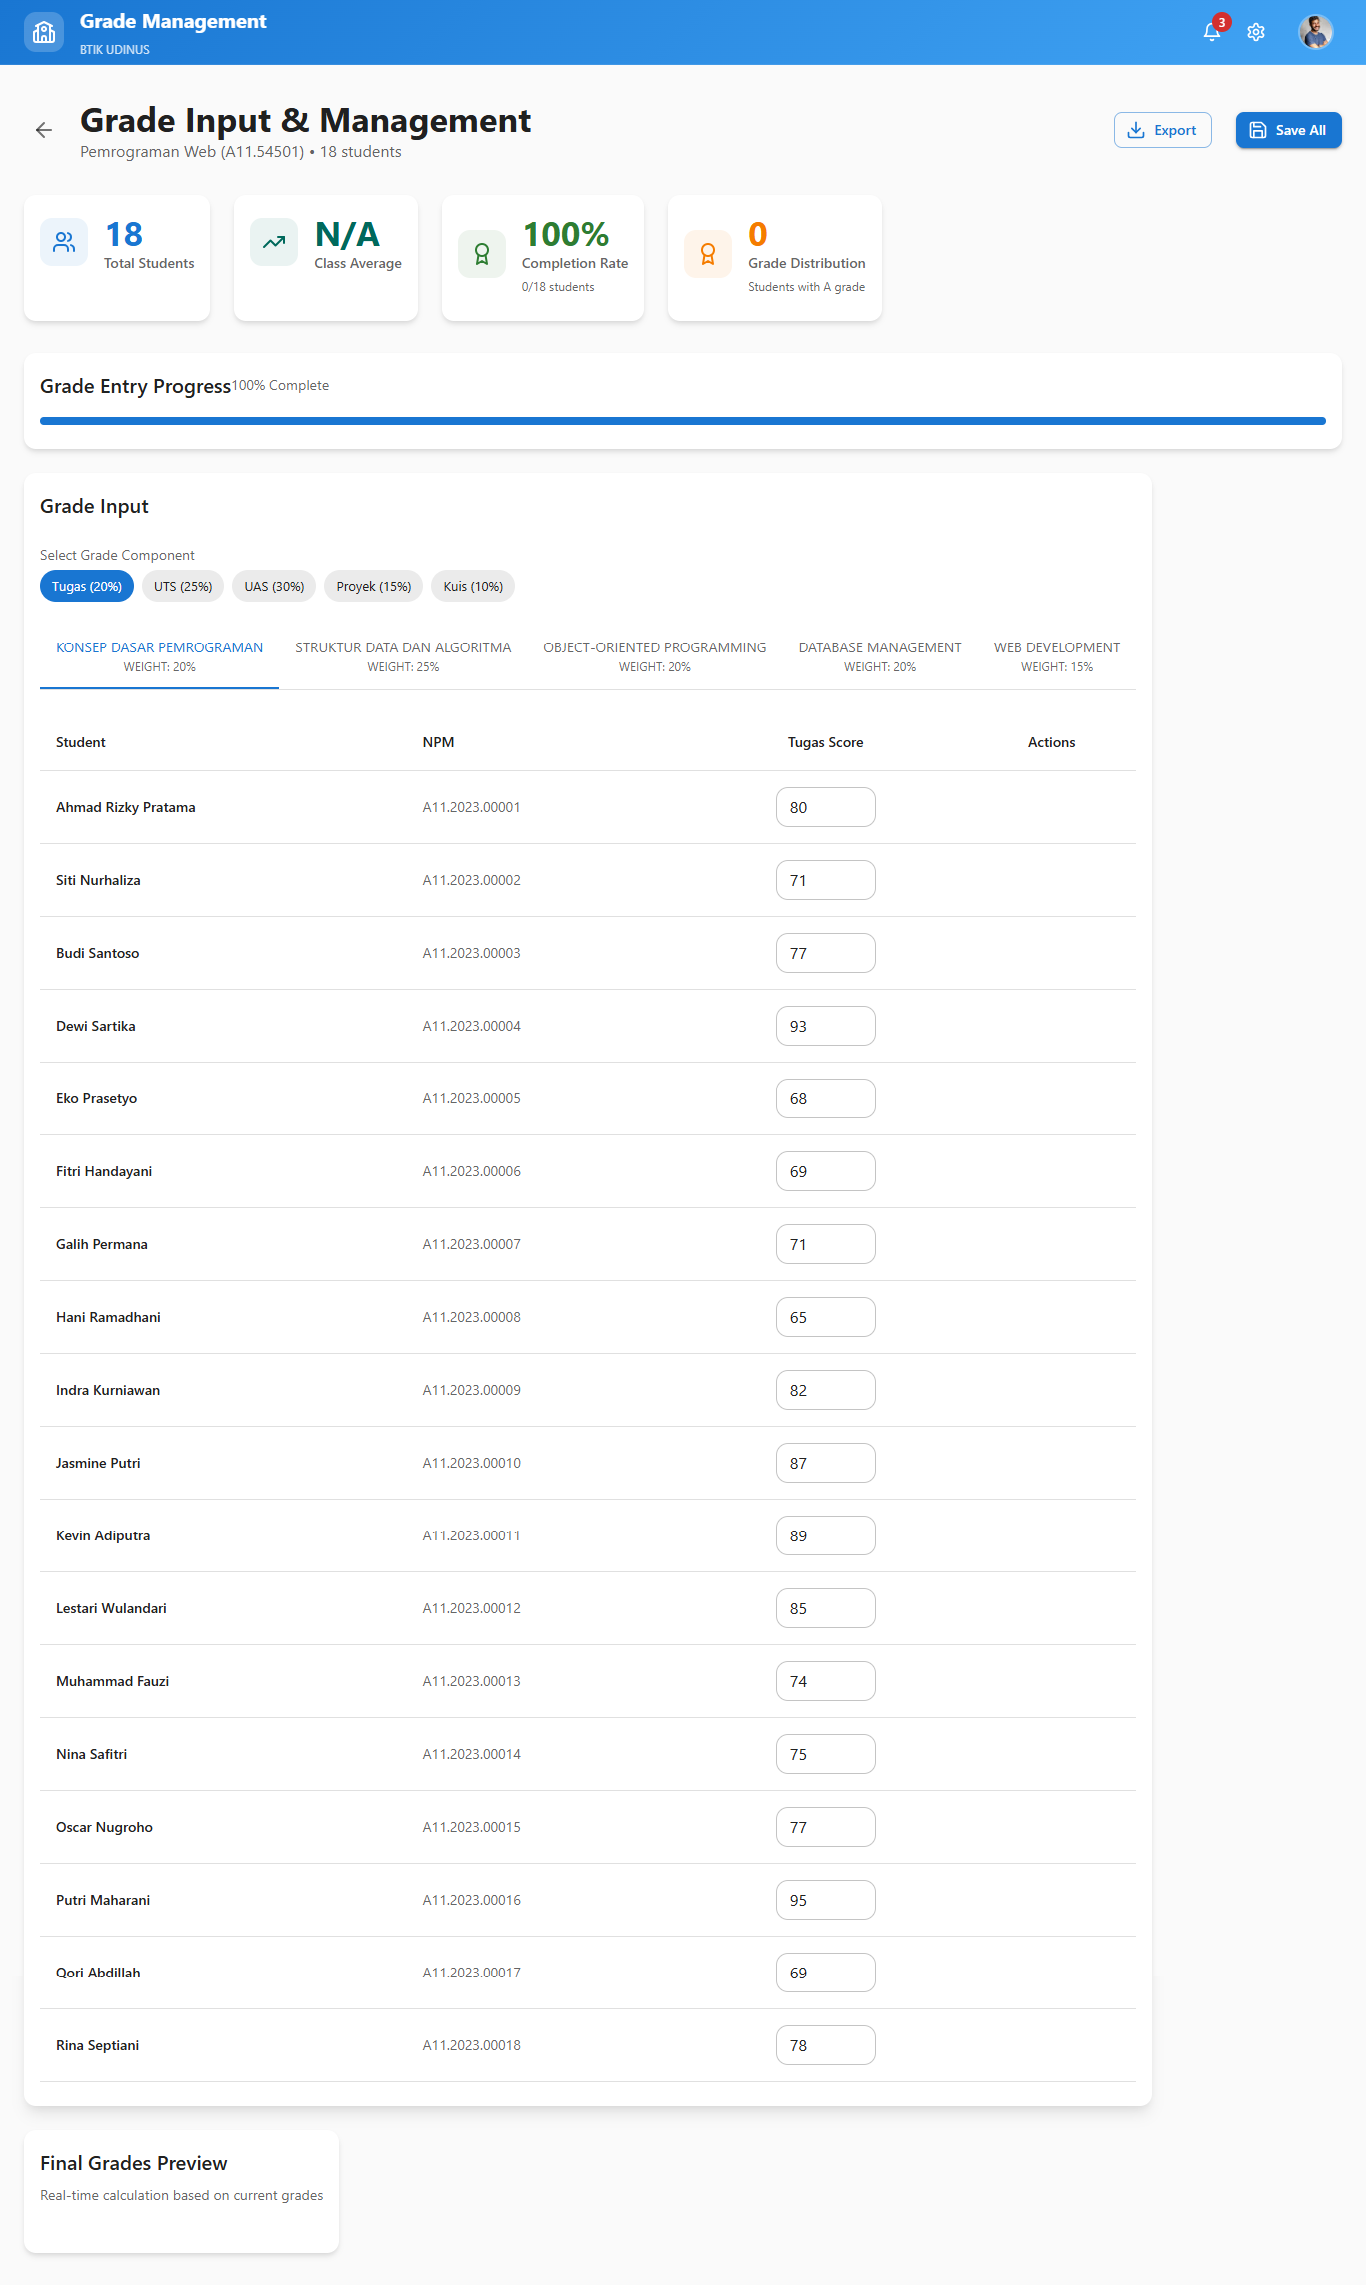 Grade Management
BTIK UDINUS
3
Grade Input & Management
Pemrograman Web (A11.54501) • 18 students
Export
Save All
18
Total Students
N/A
Class Average
100%
Completion Rate
0/18 students
0
Grade Distribution
Students with A grade
Grade Entry Progress 100% Complete
Grade Input
Select Grade Component
Tugas (20%) UTS (25%) UAS (30%) Proyek (15%) Kuis (10%)
KONSEP DASAR PEMROGRAMAN
WEIGHT: 20%
STRUKTUR DATA DAN ALGORITMA
WEIGHT: 25%
OBJECT-ORIENTED PROGRAMMING
WEIGHT: 20%
DATABASE MANAGEMENT
WEIGHT: 20%
WEB DEVELOPMENT
WEIGHT: 15%
Student NPM Tugas Score Actions
Ahmad Rizky Pratama A11.2023.00001 80
Siti Nurhaliza A11.2023.00002 71
Budi Santoso A11.2023.00003 77
Dewi Sartika A11.2023.00004 93
Eko Prasetyo A11.2023.00005 68
Fitri Handayani A11.2023.00006 69
Galih Permana A11.2023.00007 71
Hani Ramadhani A11.2023.00008 65
Indra Kurniawan A11.2023.00009 82
Jasmine Putri A11.2023.00010 87
Kevin Adiputra A11.2023.00011 89
Lestari Wulandari A11.2023.00012 85
Muhammad Fauzi A11.2023.00013 74
Nina Safitri A11.2023.00014 75
Oscar Nugroho A11.2023.00015 77
Putri Maharani A11.2023.00016 95
Qori Abdillah A11.2023.00017 69
Rina Septiani A11.2023.00018 78
Final Grades Preview
Real-time calculation based on current grades